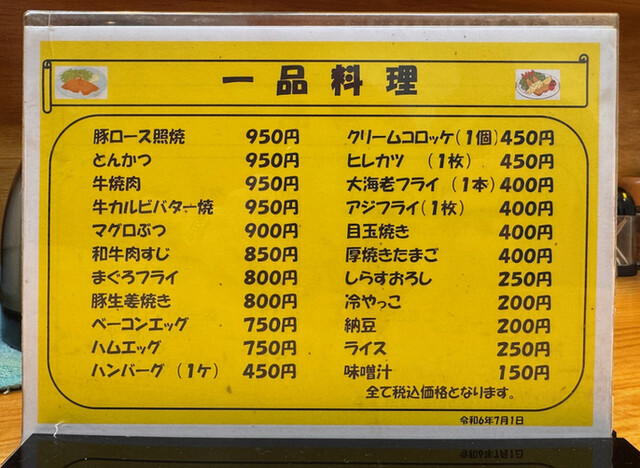 一品料理
豚ロース照焼 950円
とんかつ 950円
牛焼肉 950円
牛カルビバター焼 950円
マグロぶつ 900円
和牛肉すじ 850円
まぐろフライ 800円
豚生姜焼き 800円
ベーコンエッグ 750円
ハムエッグ 750円
ハンバーグ（1ケ） 450円
クリームコロッケ（1個）450円
ヒレカツ （1枚） 450円
大海老フライ（1本）400円
アジフライ（1枚） 400円
目玉焼き 400円
厚焼きたまご 400円
しらすおろし 250円
冷やっこ 200円
納豆 200円
ライス 250円
味噌汁 150円
全て税込価格となります。
令和6年7月1日